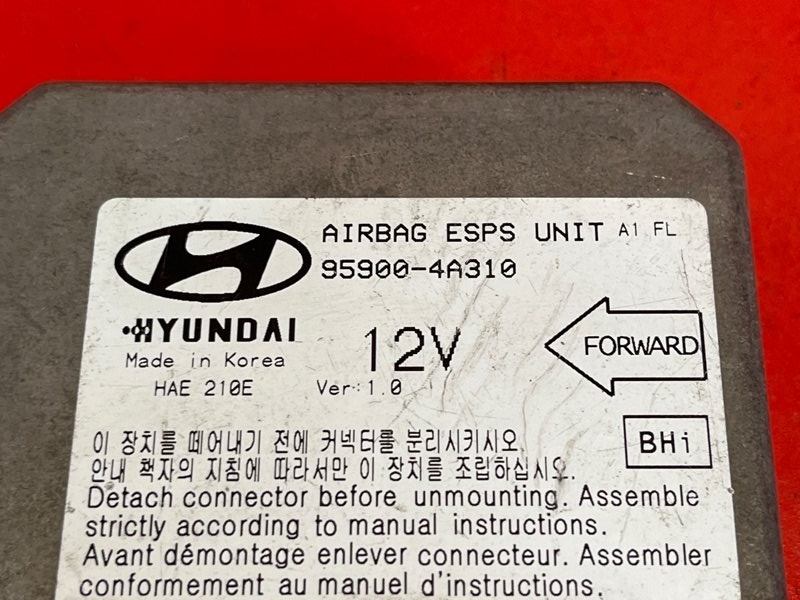 AIRBAG ESPS UNIT A1 FL
95900-4A310
HYUNDAI
12V
FORWARD
Made in Korea
HAE 210E Ver:1.0
BHi
이 장치를 떼어내기 전에 커넥터를 분리시키시오.
안내 책자의 지침에 따라서만 이 장치를 조립하십시오.
Detach connector before unmounting. Assemble
strictly according to manual instructions.
Avant démontage enlever connecteur. Assembler
conformement au manuel d'instructions.